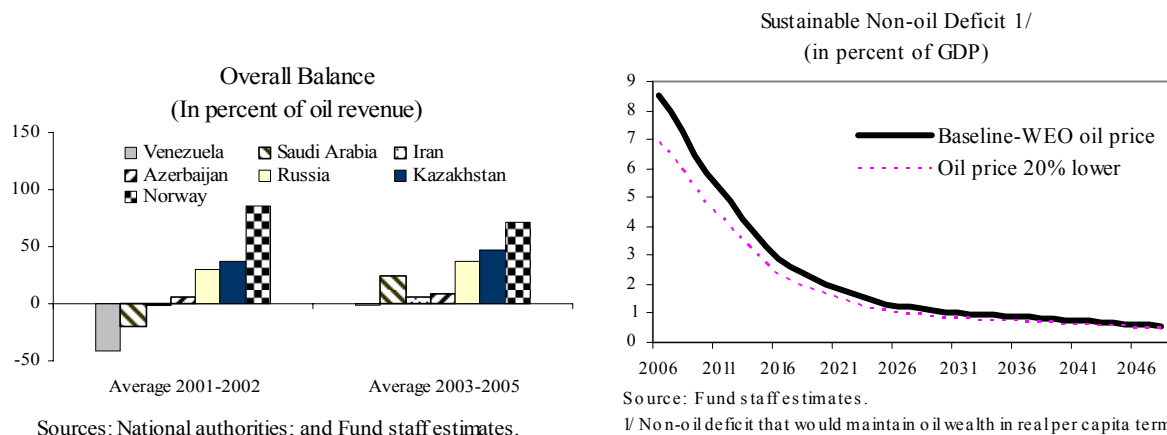 Overall Balance
(In percent of oil revenue)
150
100
50
0
-50
Venezuela Saudi Arabia Iran
Azerbaijan Russia Kazakhstan
Norway
Average 2001-2002 Average 2003-2005
Sources: National authorities; and Fund staff estimates.
Sustainable Non-oil Deficit 1/
(in percent of GDP)
9
8
7
6
5
4
3
2
1
0
Baseline-WEO oil price
Oil price 20% lower
2006 2011 2016 2021 2026 2031 2036 2041 2046
Source: Fund staff estimates.
1/ Non-oil deficit that would maintain oil wealth in real per capita term